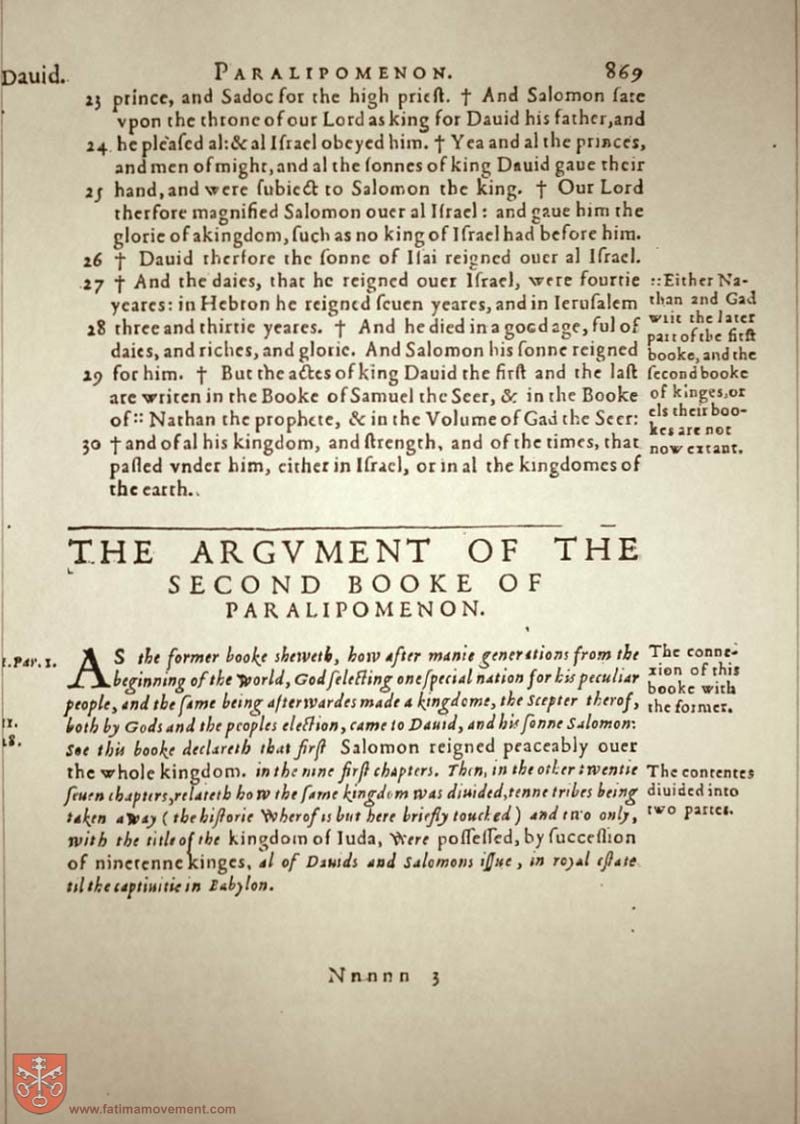 Dauid. PARALIPOMENON. 869
23 prince, and Sadoc for the high prieſt. † And Salomon ſate
vpon the throne of our Lord as king for Dauid his father, and
24 he pleaſed al: & al Iſrael obeyed him. † Yea and al the princes,
and men of might, and al the ſonnes of king Dauid gaue their
25 hand, and were ſubiect to Salomon the king. † Our Lord
therfore magnified Salomon ouer al Iſrael: and gaue him the
glorie of a kingdom, ſuch as no king of Iſrael had before him.
26 † Dauid therfore the ſonne of Iſai reigned ouer al Iſrael.
27 † And the daies, that he reigned ouer Iſrael, were fourtie
yeares: in Hebron he reigned ſeuen yeares, and in Ieruſalem
28 three and thirtie yeares. † And he died in a good age, ful of
daies, and riches, and glorie. And Salomon his ſonne reigned
29 for him. † But the actes of king Dauid the firſt and the laſt
are writen in the Booke of Samuel the Seer, & in the Booke
of :: Nathan the prophete, & in the Volume of Gad the Seer:
30 † and of al his kingdom, and ſtrength, and of the times, that
paſſed vnder him, either in Iſrael, or in al the kingdomes of
the earth.
:: Either Na-
than and Gad
writ the later
part of the firſt
booke, and the
ſecond booke
of kinges, or
els their boo-
kes are not
now extant.
THE ARGVMENT OF THE
SECOND BOOKE OF
PARALIPOMENON.
1. Par. 1.
11.
28.
AS the former booke sheweth, how after manie generations from the
beginning of the world, God ſelecting one ſpecial nation for his peculiar
people, and the ſame being afterwardes made a kingdome, the Scepter therof,
both by Gods and the peoples election, came to Dauid, and his ſonne Salomon:
Soe this booke declareth that firſt Salomon reigned peaceably ouer
the whole kingdom. in the nine firſt chapters. Then, in the other twentie
ſeuen chapters, relateth how the ſame kingdom was diuided, tenne tribes being
taken away (the hiſtorie wherof is but here briefly touched) and two only,
with the title of the kingdom of Iuda, were poſſeſſed, by ſucceſſion
of ninetenne kinges, al of Dauids and Salomons iſſue, in royal eſtate
til the captiuitie in Babylon.
The conne-
xion of this
booke with
the former.
The contentes
diuided into
two partes.
Nnnnn 3
www.fatimamovement.com